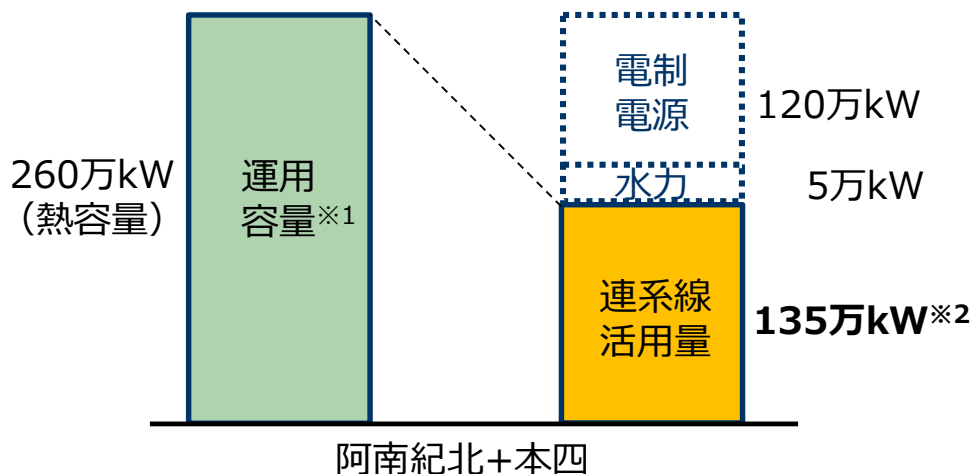 260万kW
（熱容量）
運用
容量※1
電制
電源
120万kW
水力
5万kW
連系線
活用量
135万kW※2
阿南紀北+本四